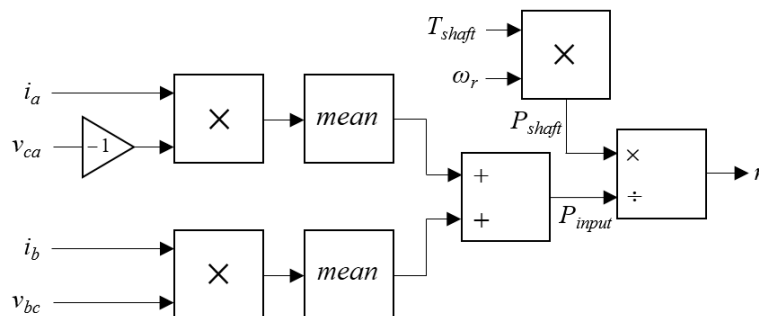 T_shaft
ω_r
×
P_shaft
i_a
v_ca
-1
×
mean
+
+
P_input
×
÷
i_b
v_bc
×
mean